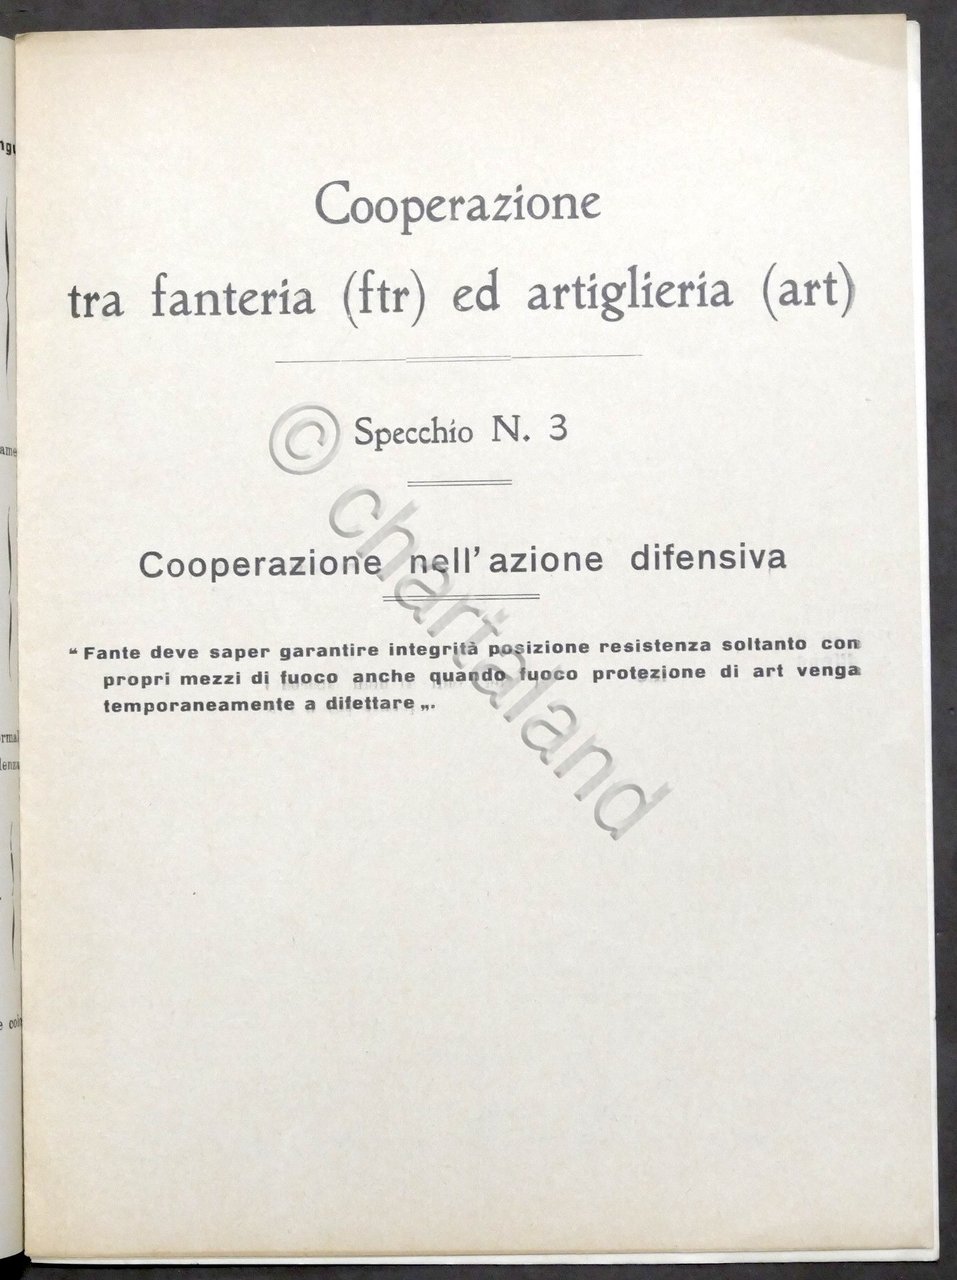 Cooperazione
tra fanteria (ftr) ed artiglieria (art)
Specchio N. 3
Cooperazione nell'azione difensiva
“ Fante deve saper garantire integrità posizione resistenza soltanto con
propri mezzi di fuoco anche quando fuoco protezione di art venga
temporaneamente a difettare „.
© chartaland